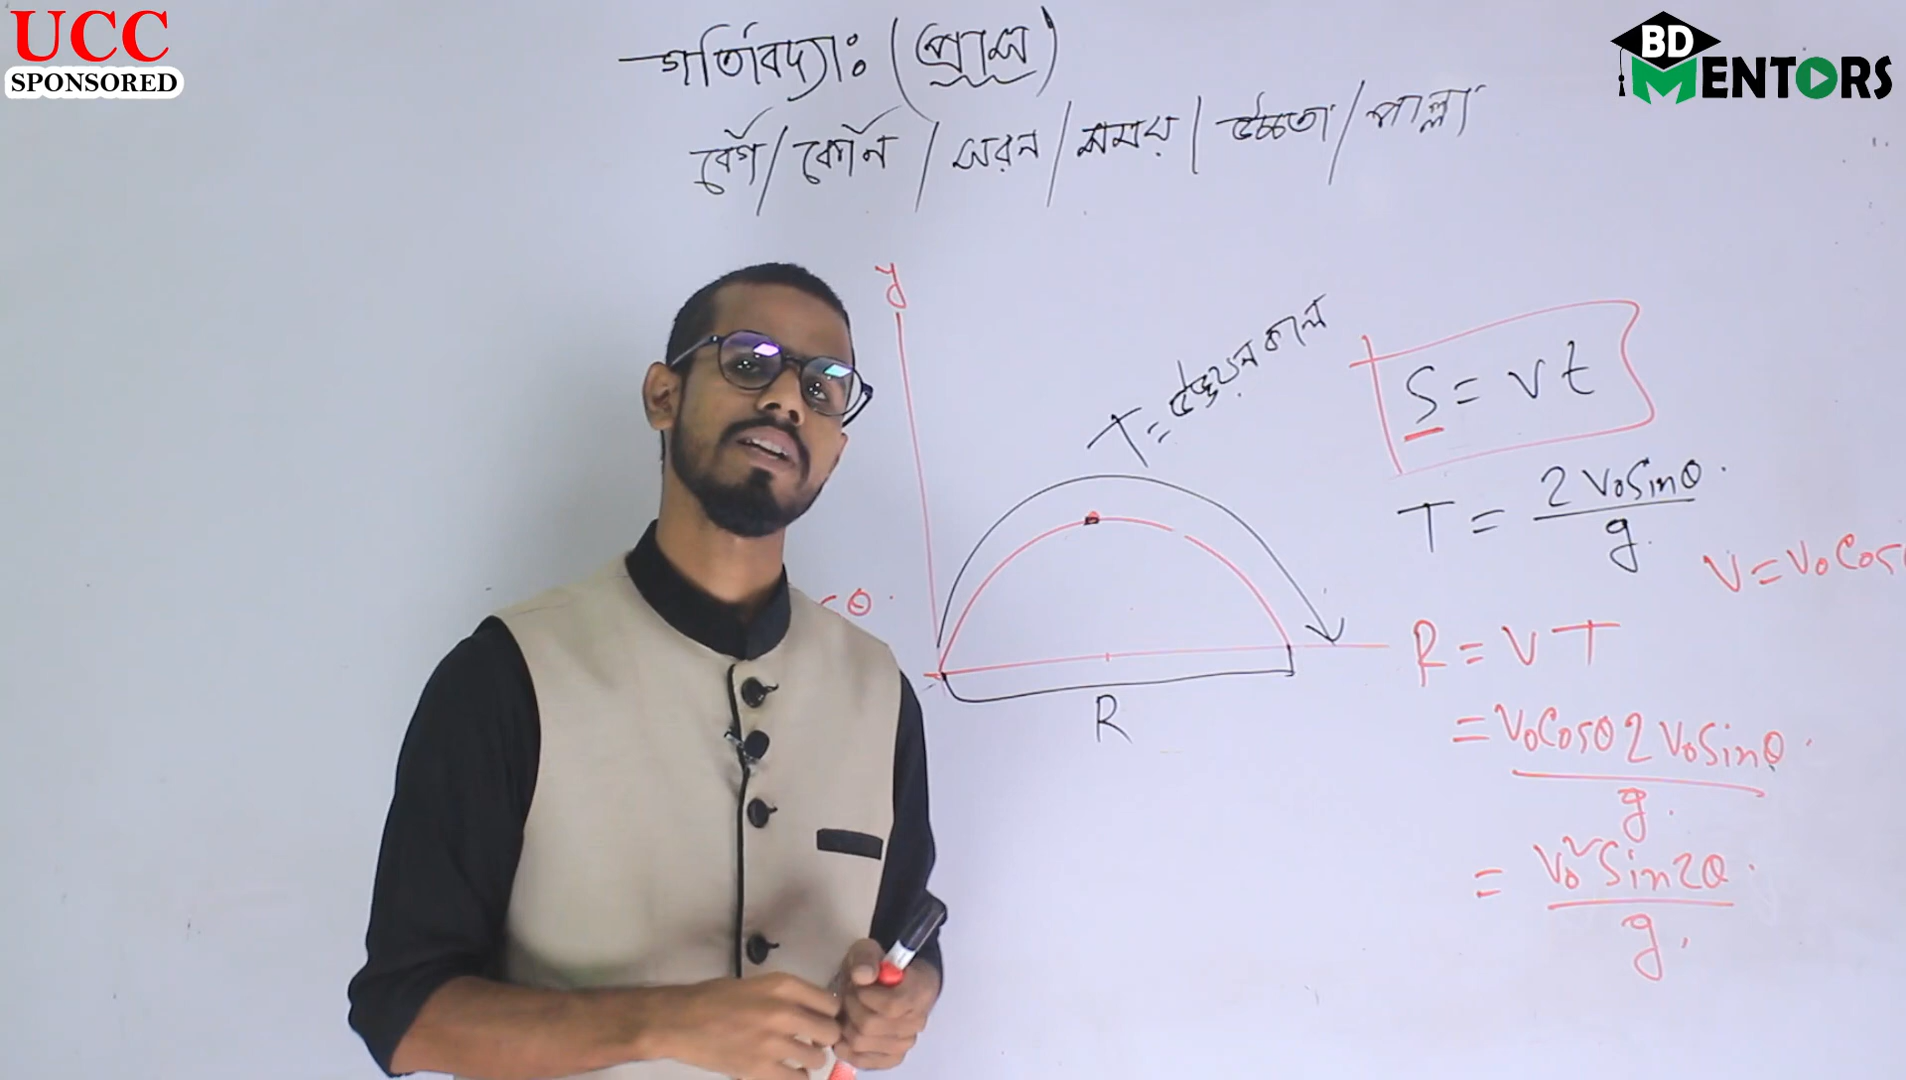 UCC
SPONSORED
BD
MENTORS
গতিবিদ্যাঃ (প্রাস)
বেগ / কোন / সরন / সময় / উচ্চতা / পাল্লা
y
T = উড্ডয়ন কাল
S = vt
T = 2 v₀ sinθ / g
V = v₀ cos
θ
R = V T
= v₀ cosθ 2 v₀ sinθ / g
R
= v₀² sin2θ / g